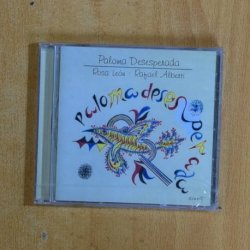 Paloma Desesperada
Rosa León - Rafael Alberti
Paloma desesperada